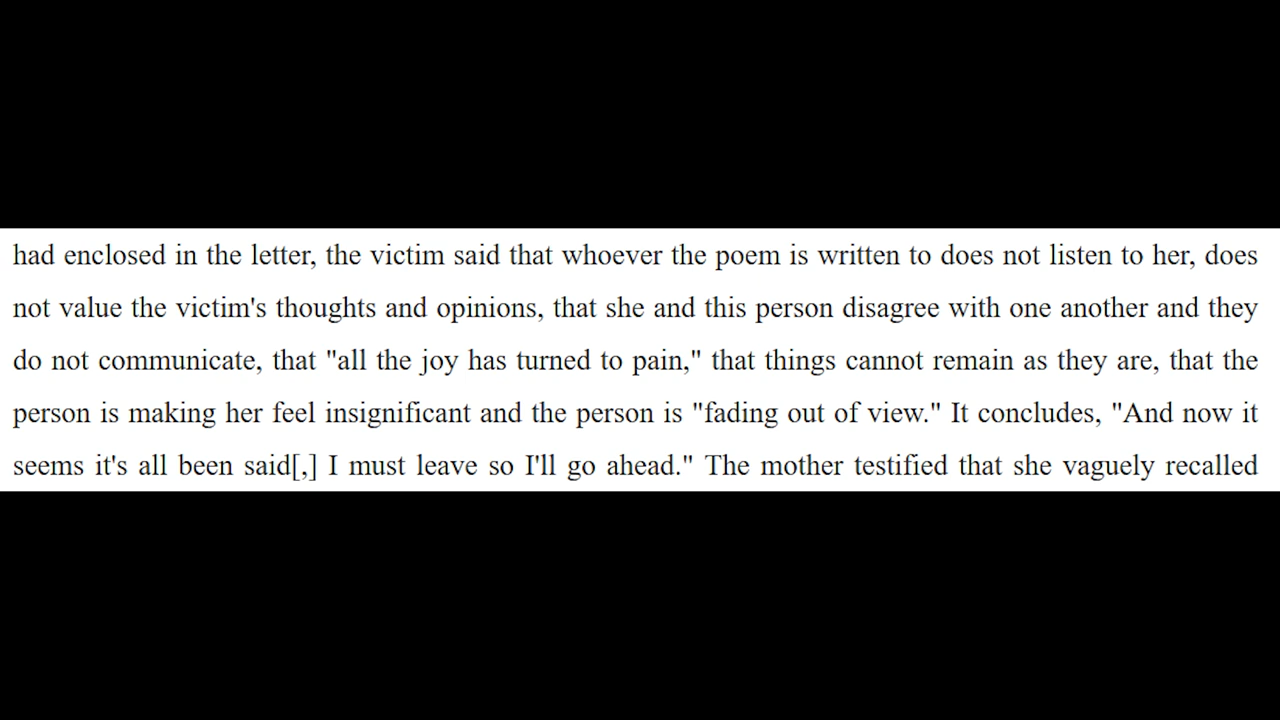 had enclosed in the letter, the victim said that whoever the poem is written to does not listen to her, does
not value the victim's thoughts and opinions, that she and this person disagree with one another and they
do not communicate, that "all the joy has turned to pain," that things cannot remain as they are, that the
person is making her feel insignificant and the person is "fading out of view." It concludes, "And now it
seems it's all been said[,] I must leave so I'll go ahead." The mother testified that she vaguely recalled